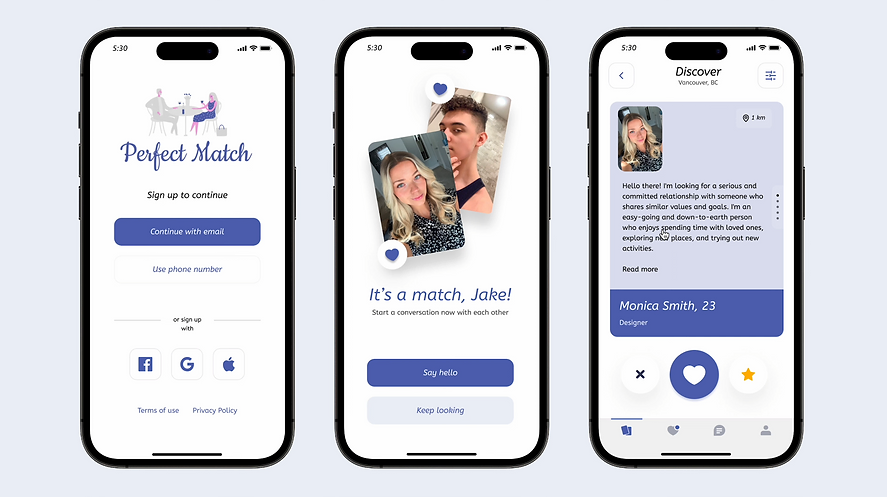 5:30
Perfect Match
Sign up to continue
Continue with email
Use phone number
or sign up
with
Terms of use Privacy Policy
5:30
It's a match, Jake!
Start a conversation now with each other
Say hello
Keep looking
5:30
Discover
Vancouver, BC
1 km
Hello there! I'm looking for a serious and
committed relationship with someone who
shares similar values and goals. I'm an
easy-going and down-to-earth person
who enjoys spending time with loved ones,
exploring new places, and trying out new
activities.
Read more
Monica Smith, 23
Designer